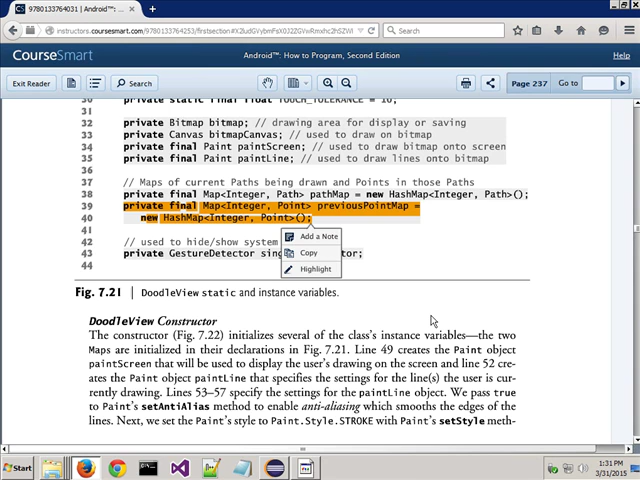 9780133764031 | Android™:...
instructors.coursesmart.com/9780133764253/firstsection#X2ludGVybmFsX0J2ZGVRmxhc2hSZWFkZXI
Search
CourseSmart
Android™: How to Program, Second Edition
Help
Exit Reader
Search
Page 237
Go to
30 private static final float TOUCH_TOLERANCE = 10;
32 private Bitmap bitmap; // drawing area for display or saving
33 private Canvas bitmapCanvas; // used to draw on bitmap
34 private final Paint paintScreen; // used to draw bitmap onto screen
35 private final Paint paintLine; // used to draw lines onto bitmap
37 // Maps of current Paths being drawn and Points in those Paths
38 private final Map<Integer, Path> pathMap = new HashMap<Integer, Path>();
39 private final Map<Integer, Point> previousPointMap =
40 new HashMap<Integer, Point>();
Add a Note
42 // used to hide/show system
Copy
43 private GestureDetector sing
etector;
Highlight
44
Fig. 7.21 | DoodleView static and instance variables.
DoodleView Constructor
The constructor (Fig. 7.22) initializes several of the class's instance variables—the two
Maps are initialized in their declarations in Fig. 7.21. Line 49 creates the Paint object
paintScreen that will be used to display the user's drawing on the screen and line 52 cre-
ates the Paint object paintLine that specifies the settings for the line(s) the user is cur-
rently drawing. Lines 53–57 specify the settings for the paintLine object. We pass true
to Paint's setAntiAlias method to enable anti-aliasing which smooths the edges of the
lines. Next, we set the Paint's style to Paint.Style.STROKE with Paint's setStyle meth-
Start
1:31 PM
3/31/2015